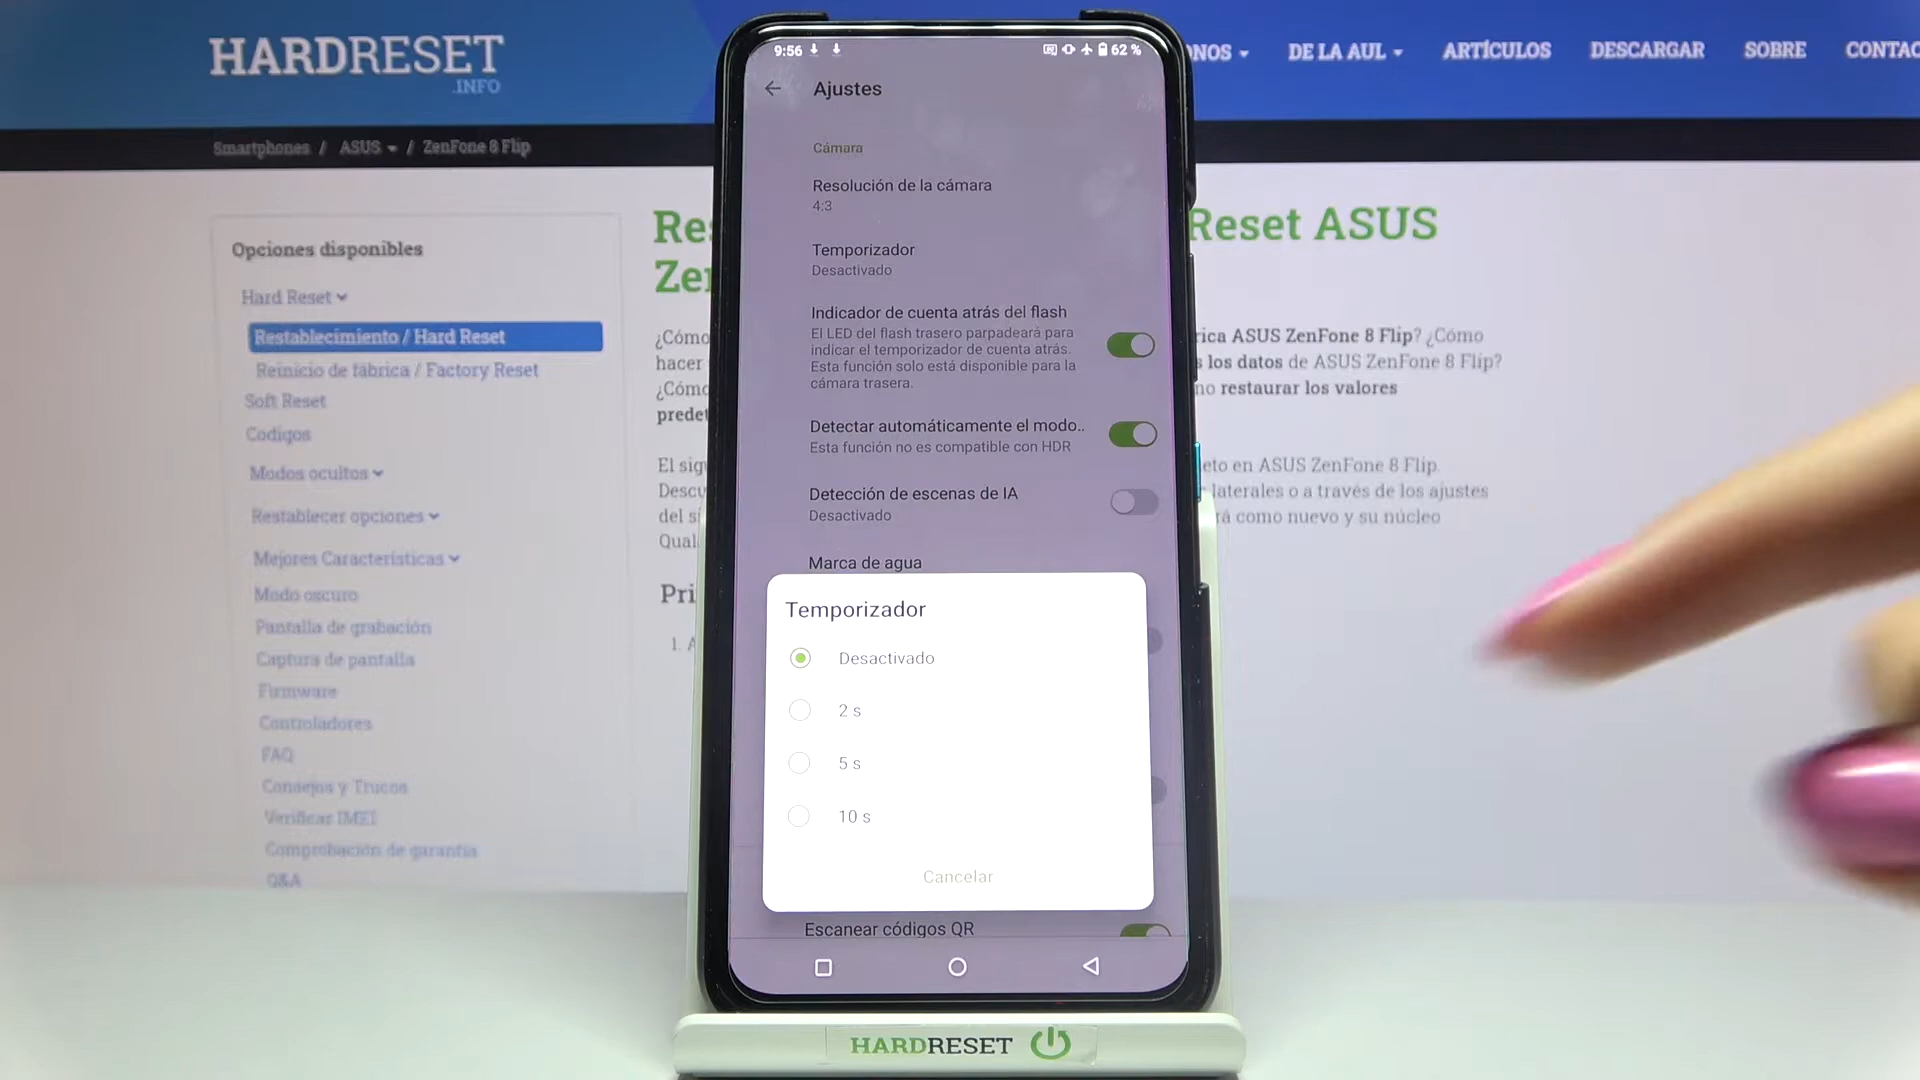 HARDRESET
.INFO
DE LA AUL
ARTÍCULOS
DESCARGAR
SOBRE
Smartphones / ASUS / ZenFone 8 Flip
Opciones disponibles
Hard Reset
Restablecimiento / Hard Reset
Reinicio de fábrica / Factory Reset
Soft Reset
Codigos
Modos ocultos
Restablecer opciones
Mejores Características
Modo oscuro
Pantalla de grabación
Captura de pantalla
Firmware
Controladores
FAQ
Consejos y Trucos
Verificar IMEI
Comprobación de garantía
Q&A
Reset ASUS
ASUS ZenFone 8 Flip? ¿Cómo
los datos de ASUS ZenFone 8 Flip?
restaurar los valores
El
en ASUS ZenFone 8 Flip.
laterales o a través de los ajustes
como nuevo y su núcleo
1.
9:56
62 %
Ajustes
Cámara
Resolución de la cámara
4:3
Temporizador
Desactivado
Indicador de cuenta atrás del flash
El LED del flash trasero parpadeará para
indicar el temporizador de cuenta atrás.
Esta función solo está disponible para la
cámara trasera.
Detectar automáticamente el modo..
Esta función no es compatible con HDR
Detección de escenas de IA
Desactivado
Marca de agua
Temporizador
Desactivado
2 s
5 s
10 s
Cancelar
Escanear códigos QR
HARDRESET